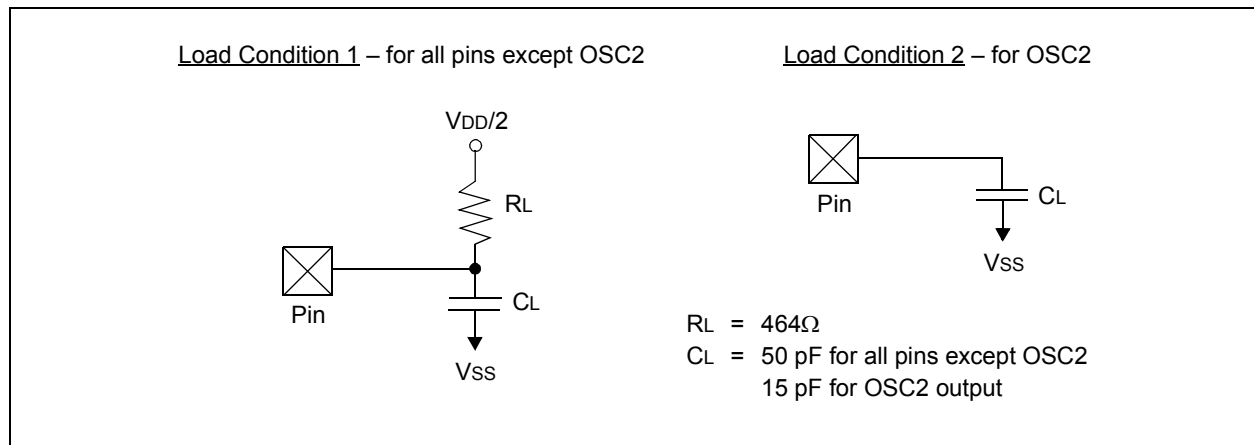 Load Condition 1 – for all pins except OSC2
VDD/2
RL
Pin
CL
VSS
Load Condition 2 – for OSC2
Pin
CL
VSS
RL = 464Ω
CL = 50 pF for all pins except OSC2
15 pF for OSC2 output